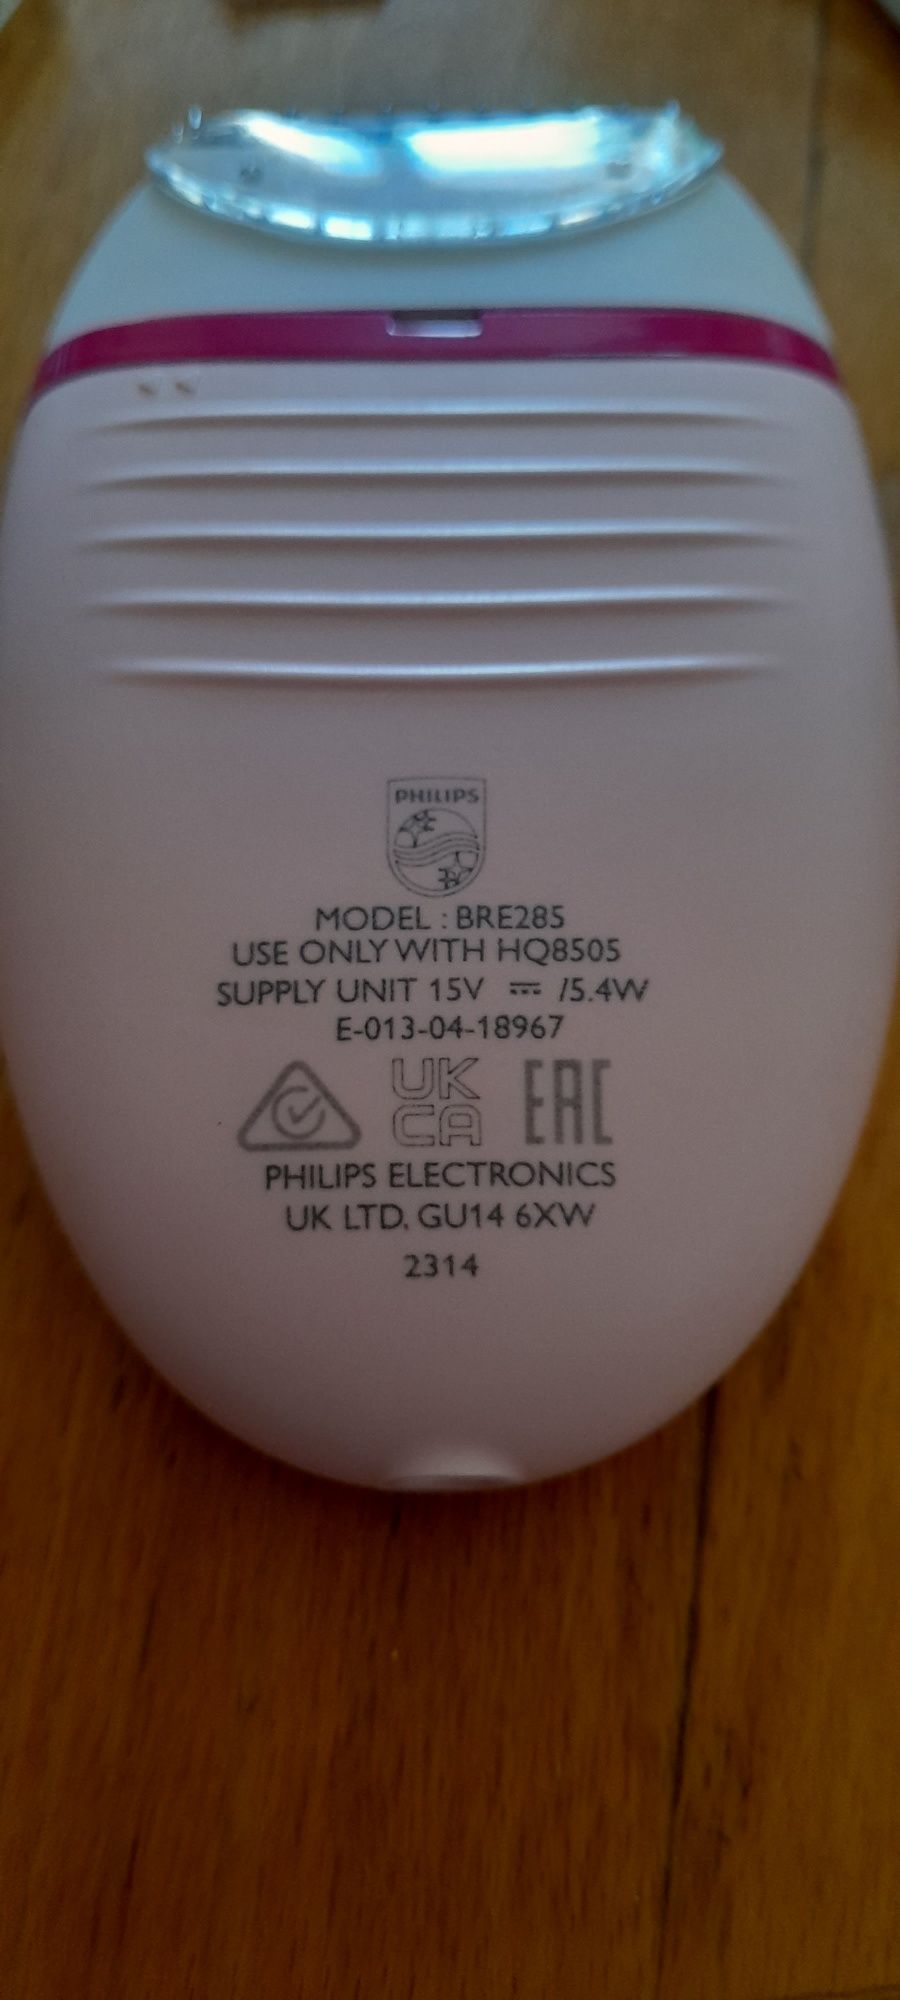 PHILIPS
MODEL : BRE285
USE ONLY WITH HQ8505
SUPPLY UNIT 15V ⎓ /5.4W
E-013-04-18967
UK
CA
EAC
PHILIPS ELECTRONICS
UK LTD, GU14 6XW
2314